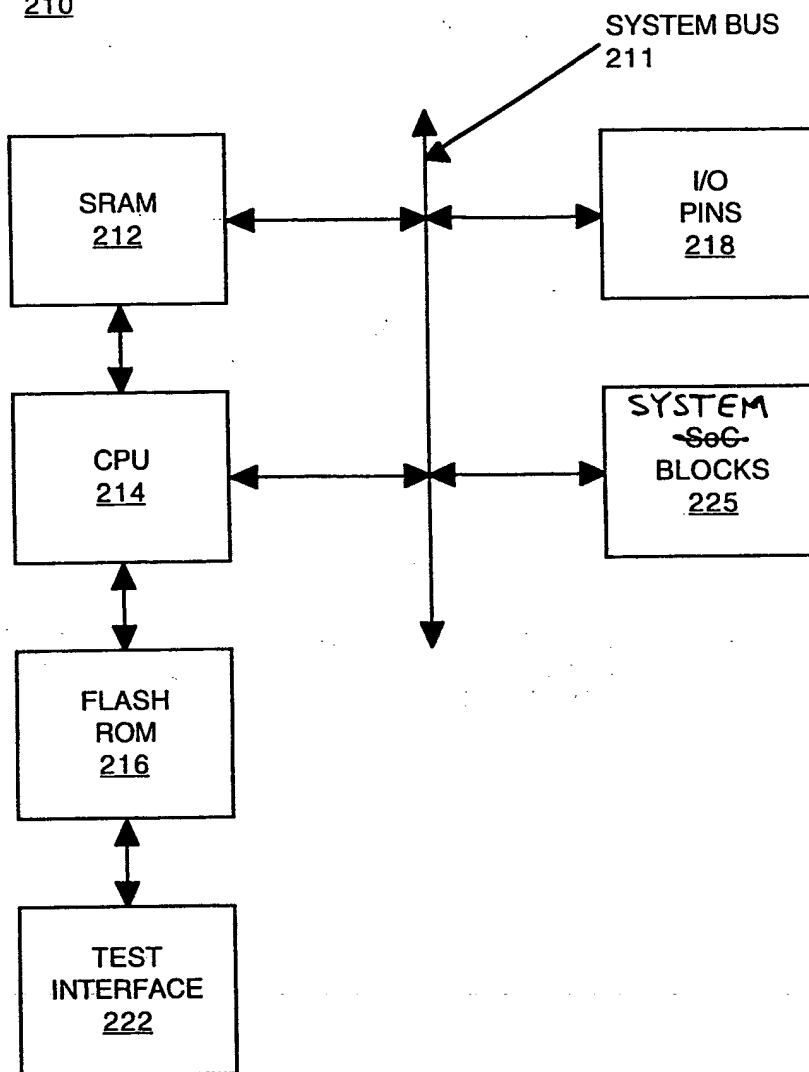 210
SYSTEM BUS
211
SRAM
212
I/O
PINS
218
CPU
214
SYSTEM
SoC
BLOCKS
225
FLASH
ROM
216
TEST
INTERFACE
222